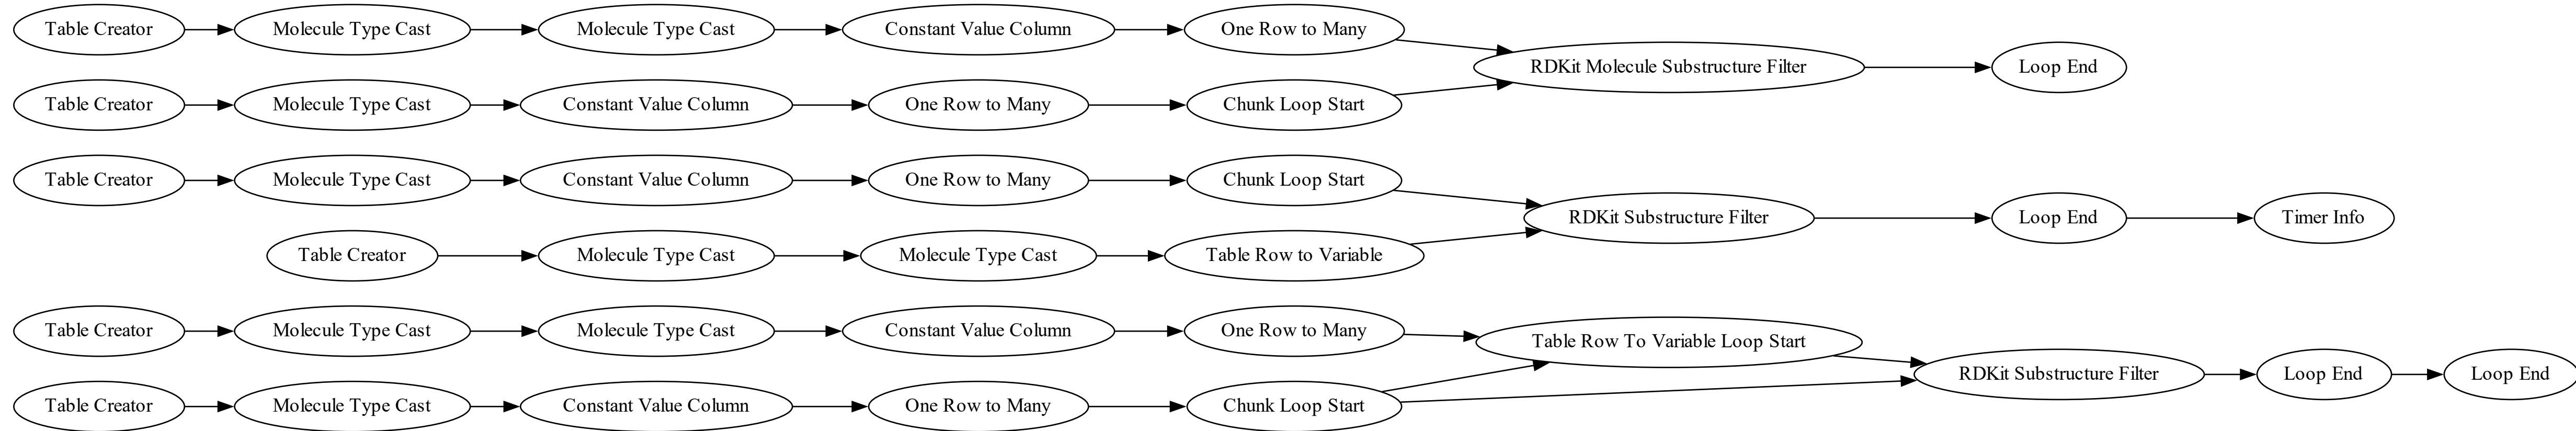 Table Creator
Molecule Type Cast
Molecule Type Cast
Constant Value Column
One Row to Many
RDKit Molecule Substructure Filter
Loop End
Table Creator
Molecule Type Cast
Constant Value Column
One Row to Many
Chunk Loop Start
Table Creator
Molecule Type Cast
Constant Value Column
One Row to Many
Chunk Loop Start
RDKit Substructure Filter
Loop End
Timer Info
Table Creator
Molecule Type Cast
Molecule Type Cast
Table Row to Variable
Table Creator
Molecule Type Cast
Molecule Type Cast
Constant Value Column
One Row to Many
Table Row To Variable Loop Start
RDKit Substructure Filter
Loop End
Loop End
Table Creator
Molecule Type Cast
Constant Value Column
One Row to Many
Chunk Loop Start